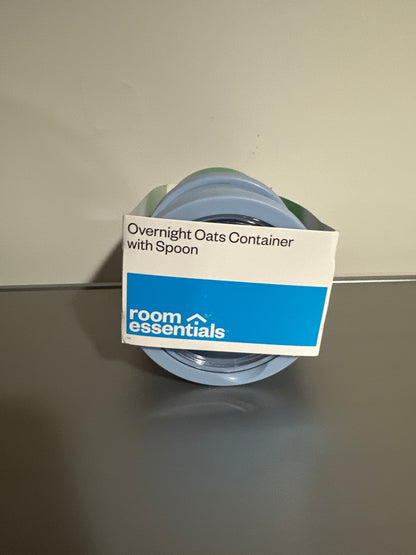 Overnight Oats Container
with Spoon
room
essentials